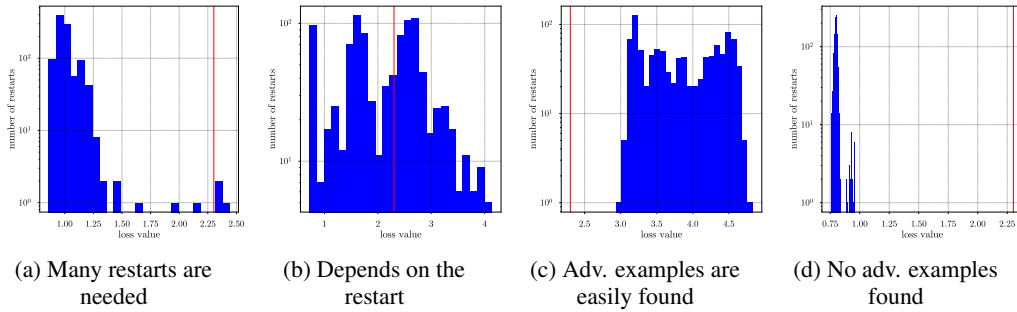 number of restarts
10²
10¹
10⁰
1.00 1.25 1.50 1.75 2.00 2.25 2.50
loss value
(a) Many restarts are
needed
number of restarts
10²
10¹
1 2 3 4
loss value
(b) Depends on the
restart
number of restarts
10²
10¹
10⁰
2.5 3.0 3.5 4.0 4.5
loss value
(c) Adv. examples are
easily found
number of restarts
10²
10¹
10⁰
0.75 1.00 1.25 1.50 1.75 2.00 2.25
loss value
(d) No adv. examples
found